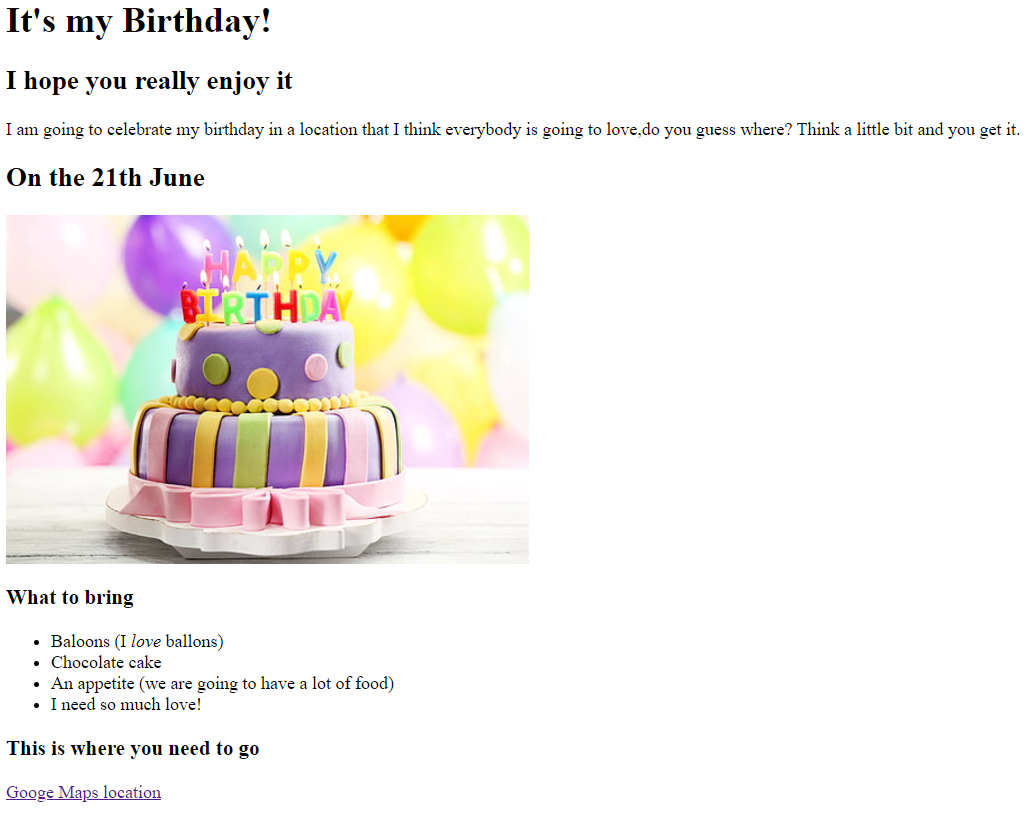 It's my Birthday!
I hope you really enjoy it
I am going to celebrate my birthday in a location that I think everybody is going to love,do you guess where? Think a little bit and you get it.
On the 21th June
HAPPY
BIRTHDAY
What to bring
Baloons (I love ballons)
Chocolate cake
An appetite (we are going to have a lot of food)
I need so much love!
This is where you need to go
Googe Maps location